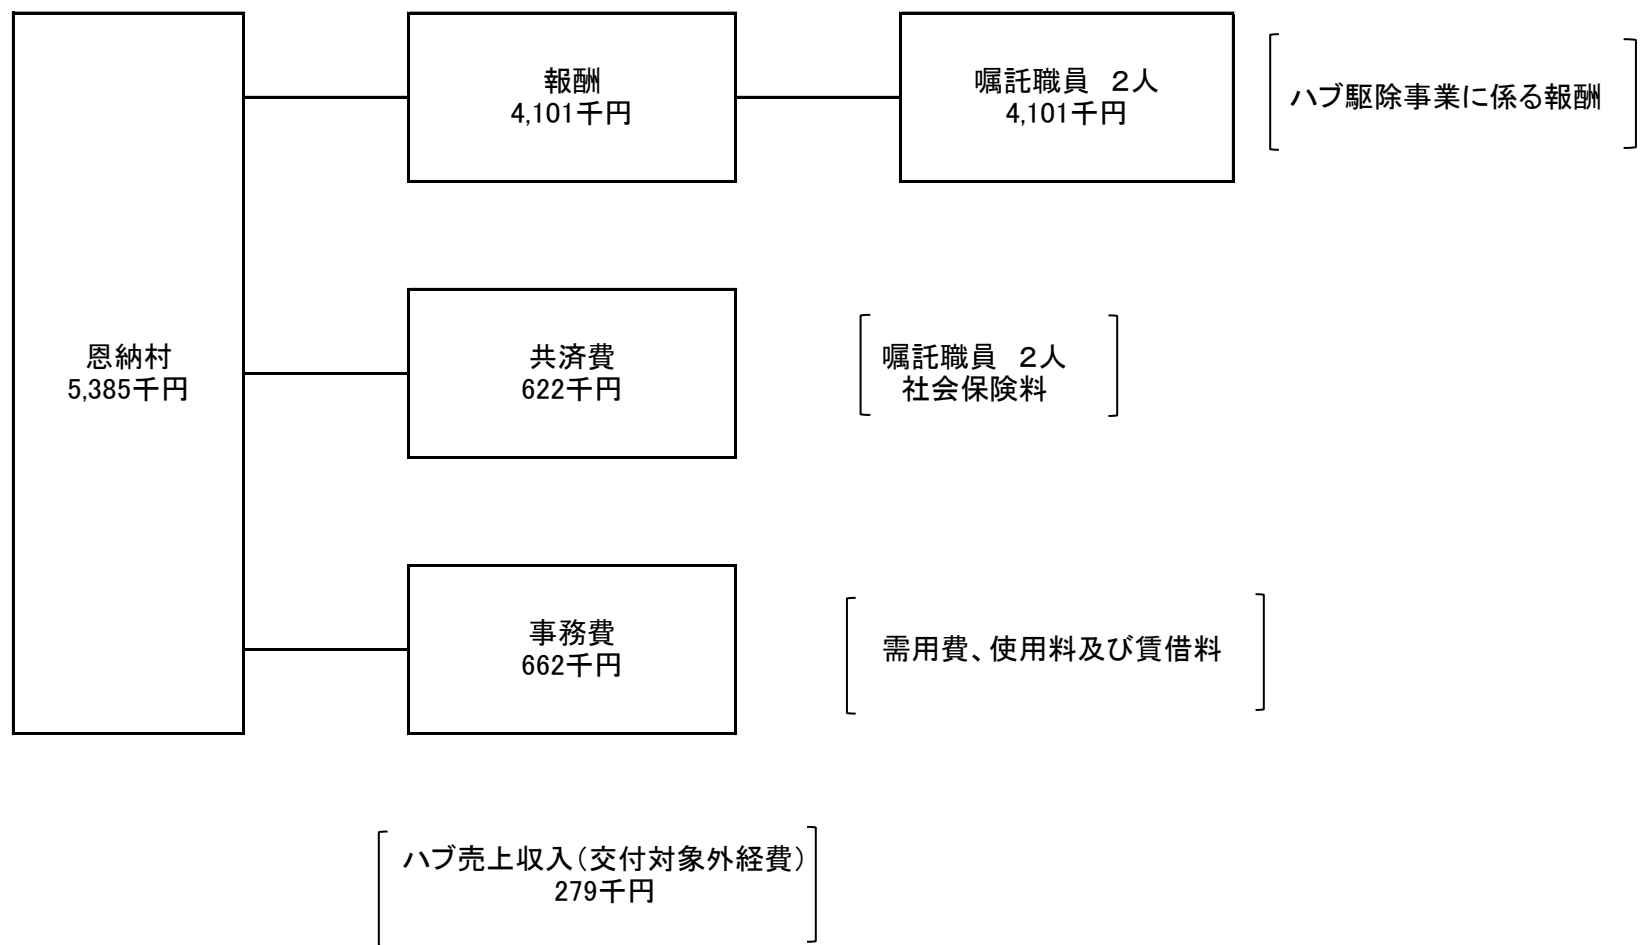 報酬
4,101千円
嘱託職員　2人
4,101千円
ハブ駆除事業に係る報酬
恩納村
5,385千円
共済費
622千円
嘱託職員　2人
社会保険料
事務費
662千円
需用費、使用料及び賃借料
ハブ売上収入(交付対象外経費)
279千円